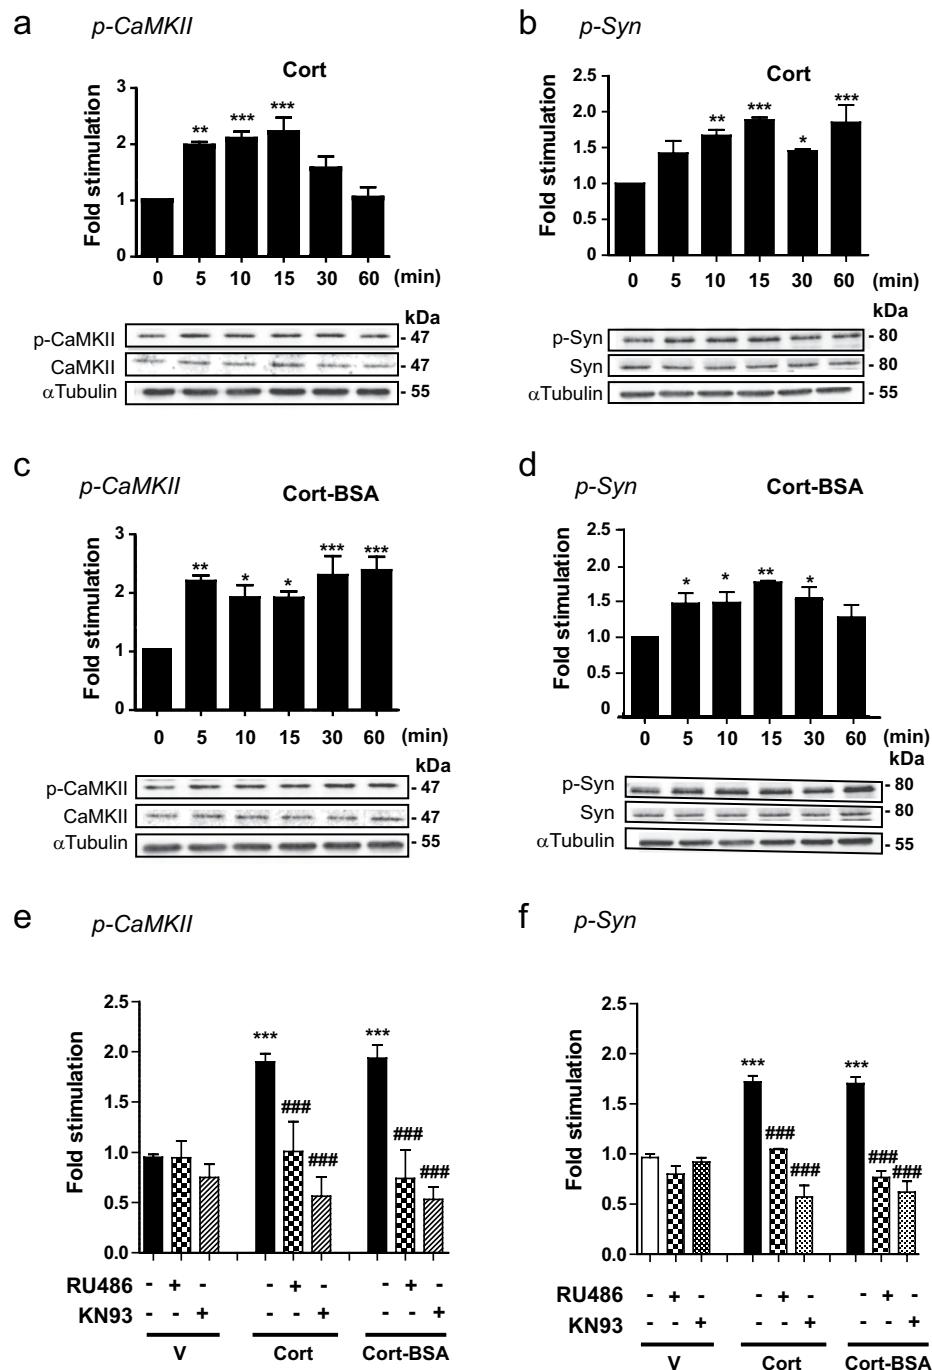 a p-CaMKII
Cort
Fold stimulation
3
2
1
0
** *** ***
0 5 10 15 30 60 (min)
kDa
p-CaMKII - 47
CaMKII - 47
αTubulin - 55
b p-Syn
Cort
Fold stimulation
2.5
2.0
1.5
1.0
0.5
0
** *** * ***
0 5 10 15 30 60 (min)
kDa
p-Syn - 80
Syn - 80
αTubulin - 55
c p-CaMKII
Cort-BSA
Fold stimulation
3
2
1
0
** * * *** ***
0 5 10 15 30 60 (min)
kDa
p-CaMKII - 47
CaMKII - 47
αTubulin - 55
d p-Syn
Cort-BSA
Fold stimulation
2.5
2.0
1.5
1.0
0.5
0
* * ** *
0 5 10 15 30 60 (min)
kDa
p-Syn - 80
Syn - 80
αTubulin - 55
e p-CaMKII
Fold stimulation
2.5
2.0
1.5
1.0
0.5
0.0
*** ### ### *** ### ###
RU486 - + - - + - - + -
KN93 - - + - - + - - +
V Cort Cort-BSA
f p-Syn
Fold stimulation
2.5
2.0
1.5
1.0
0.5
0.0
*** ### ### *** ### ###
RU486 - + - - + - - + -
KN93 - - + - - + - - +
V Cort Cort-BSA